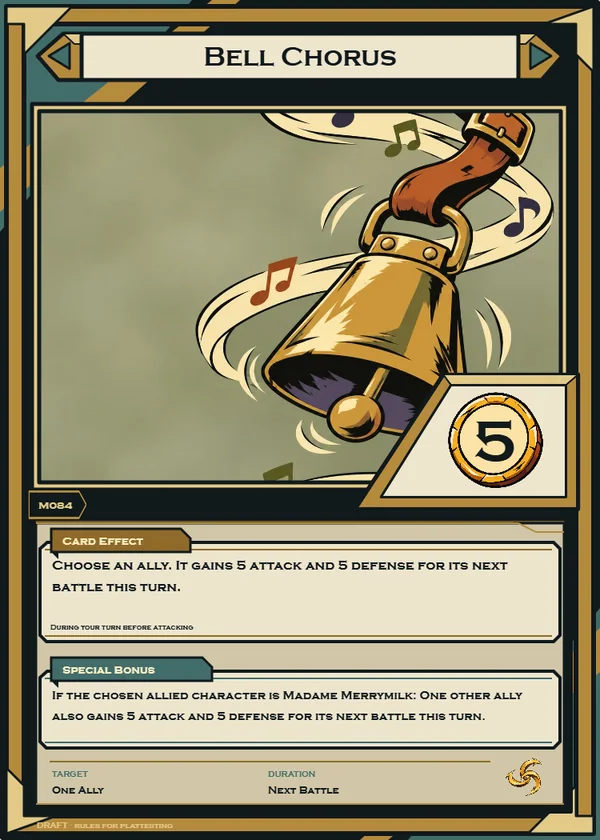 BELL CHORUS
5
M084
CARD EFFECT
CHOOSE AN ALLY. IT GAINS 5 ATTACK AND 5 DEFENSE FOR ITS NEXT
BATTLE THIS TURN.
DURING YOUR TURN BEFORE ATTACKING
SPECIAL BONUS
IF THE CHOSEN ALLIED CHARACTER IS MADAME MERRYMILK: ONE OTHER ALLY
ALSO GAINS 5 ATTACK AND 5 DEFENSE FOR ITS NEXT BATTLE THIS TURN.
TARGET
ONE ALLY
DURATION
NEXT BATTLE
DRAFT RULES FOR PLAYTESTING